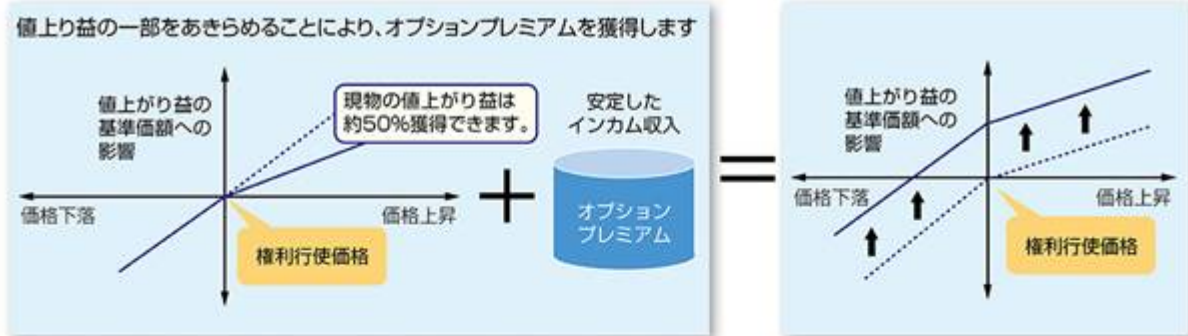 値上り益の一部をあきらめることにより、オプションプレミアムを獲得します
値上がり益の
基準価額への
影響
現物の値上がり益は
約50%獲得できます。
価格下落
価格上昇
権利行使価格
+
安定した
インカム収入
オプション
プレミアム
=
値上がり益の
基準価額への
影響
価格下落
価格上昇
権利行使価格